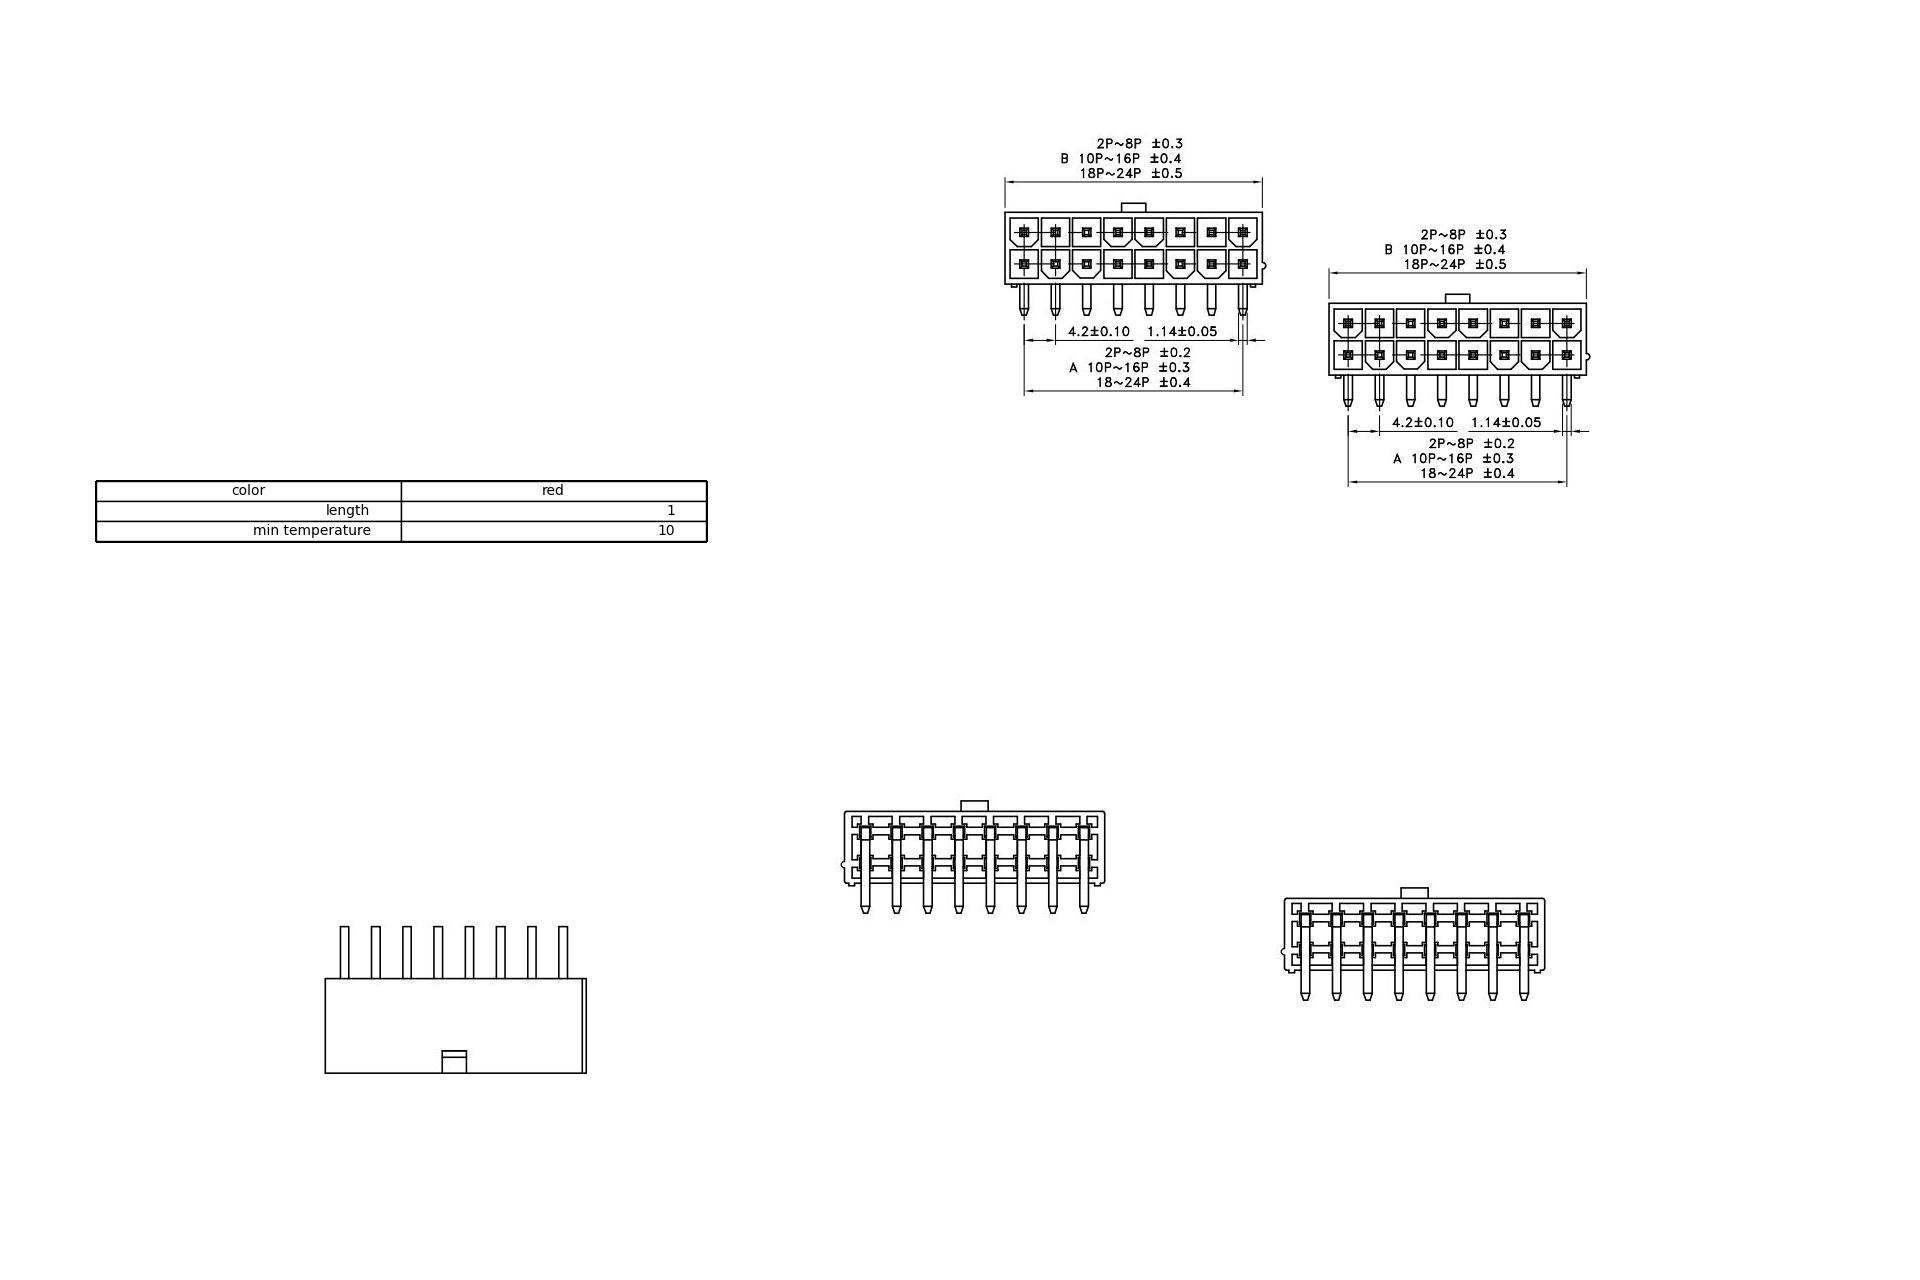 2P~8P ±0.3
B 10P~16P ±0.4
18P~24P ±0.5
4.2±0.10 1.14±0.05
2P~8P ±0.2
A 10P~16P ±0.3
18~24P ±0.4
2P~8P ±0.3
B 10P~16P ±0.4
18P~24P ±0.5
4.2±0.10 1.14±0.05
2P~8P ±0.2
A 10P~16P ±0.3
18~24P ±0.4
color red
length 1
min temperature 10